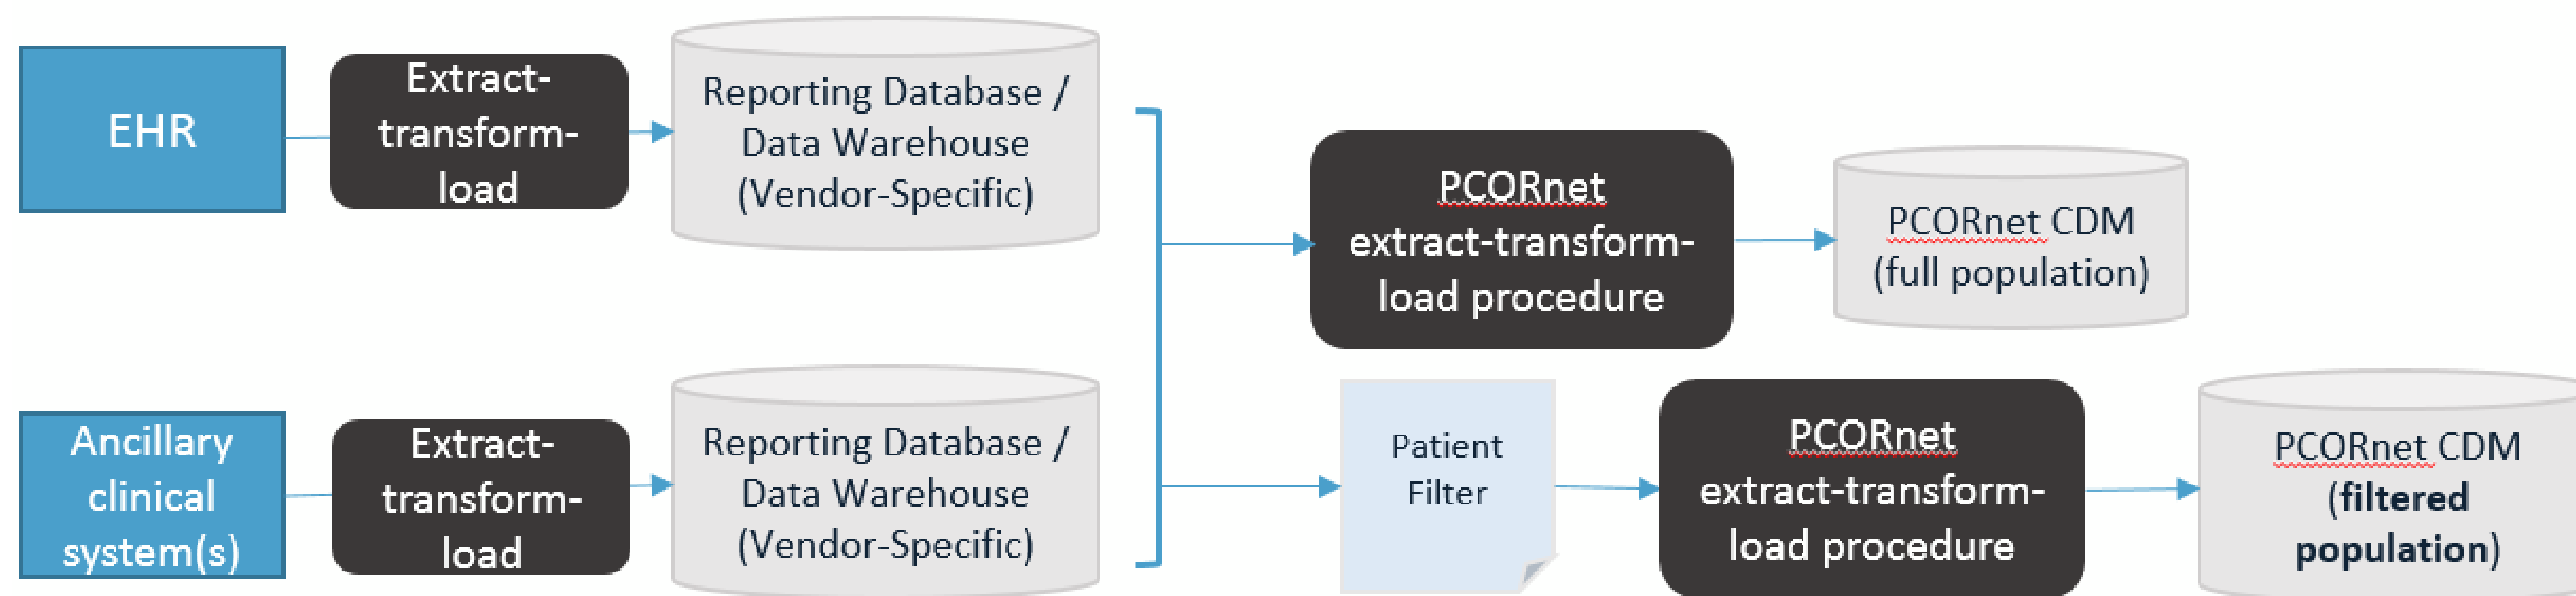 EHR
Extract-
transform-
load
Reporting Database /
Data Warehouse
(Vendor-Specific)
PCORnet
extract-transform-
load procedure
PCORnet CDM
(full population)
Ancillary
clinical
system(s)
Extract-
transform-
load
Reporting Database /
Data Warehouse
(Vendor-Specific)
Patient
Filter
PCORnet
extract-transform-
load procedure
PCORnet CDM
(filtered
population)